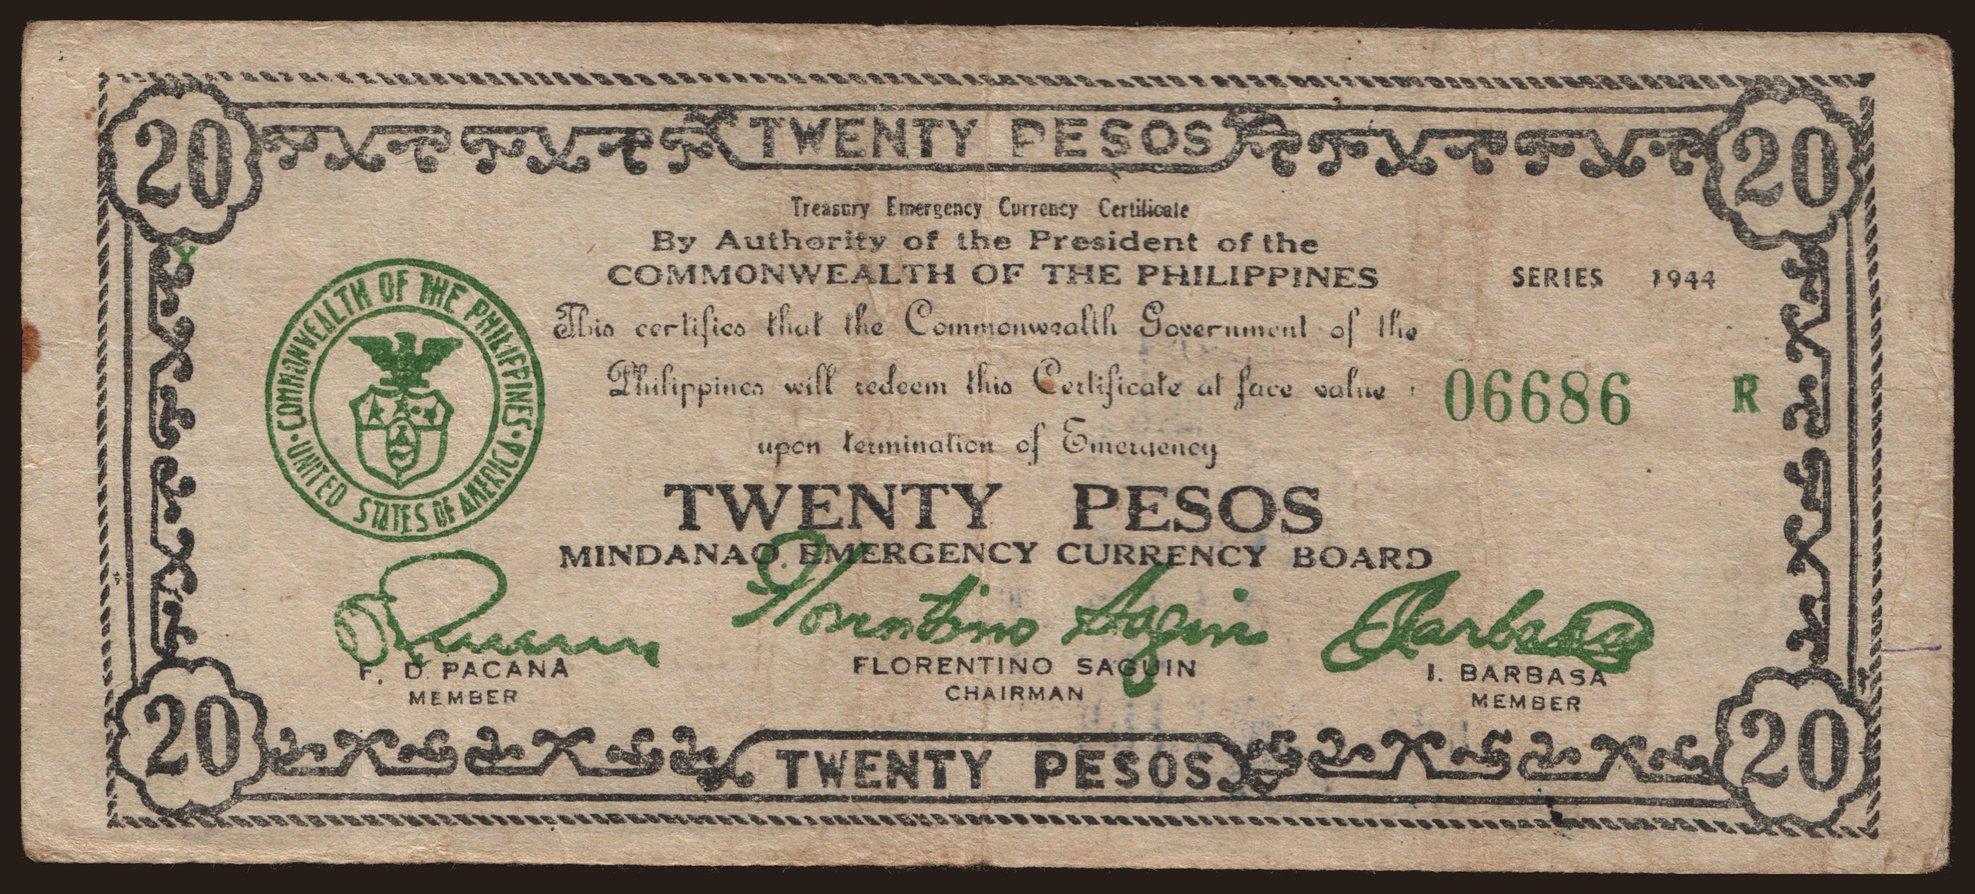 20 TWENTY PESOS 20
Treasury Emergency Currency Certificate
By Authority of the President of the
COMMONWEALTH OF THE PHILIPPINES
SERIES 1944
Y
COMMONWEALTH OF THE PHILIPPINES
UNITED STATES OF AMERICA
This certifies that the Commonwealth Government of the
Philippines will redeem this Certificate at face value
upon termination of Emergency
06686 R
TWENTY PESOS
MINDANAO EMERGENCY CURRENCY BOARD
Florentino Saguin
Barbasa
F. D. PACANA
MEMBER
FLORENTINO SAGUIN
CHAIRMAN
I. BARBASA
MEMBER
20 TWENTY PESOS 20